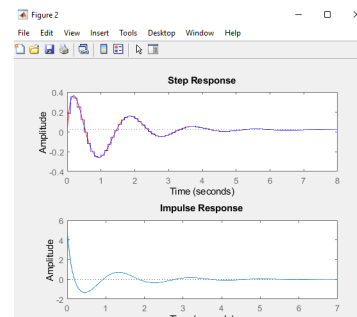 Figure 2
File Edit View Insert Tools Desktop Window Help
Step Response
0.4
0.2
0
-0.2
-0.4
Amplitude
0 1 2 3 4 5 6 7 8
Time (seconds)
Impulse Response
6
4
2
0
-2
Amplitude
0 1 2 3 4 5 6 7
Time (seconds)